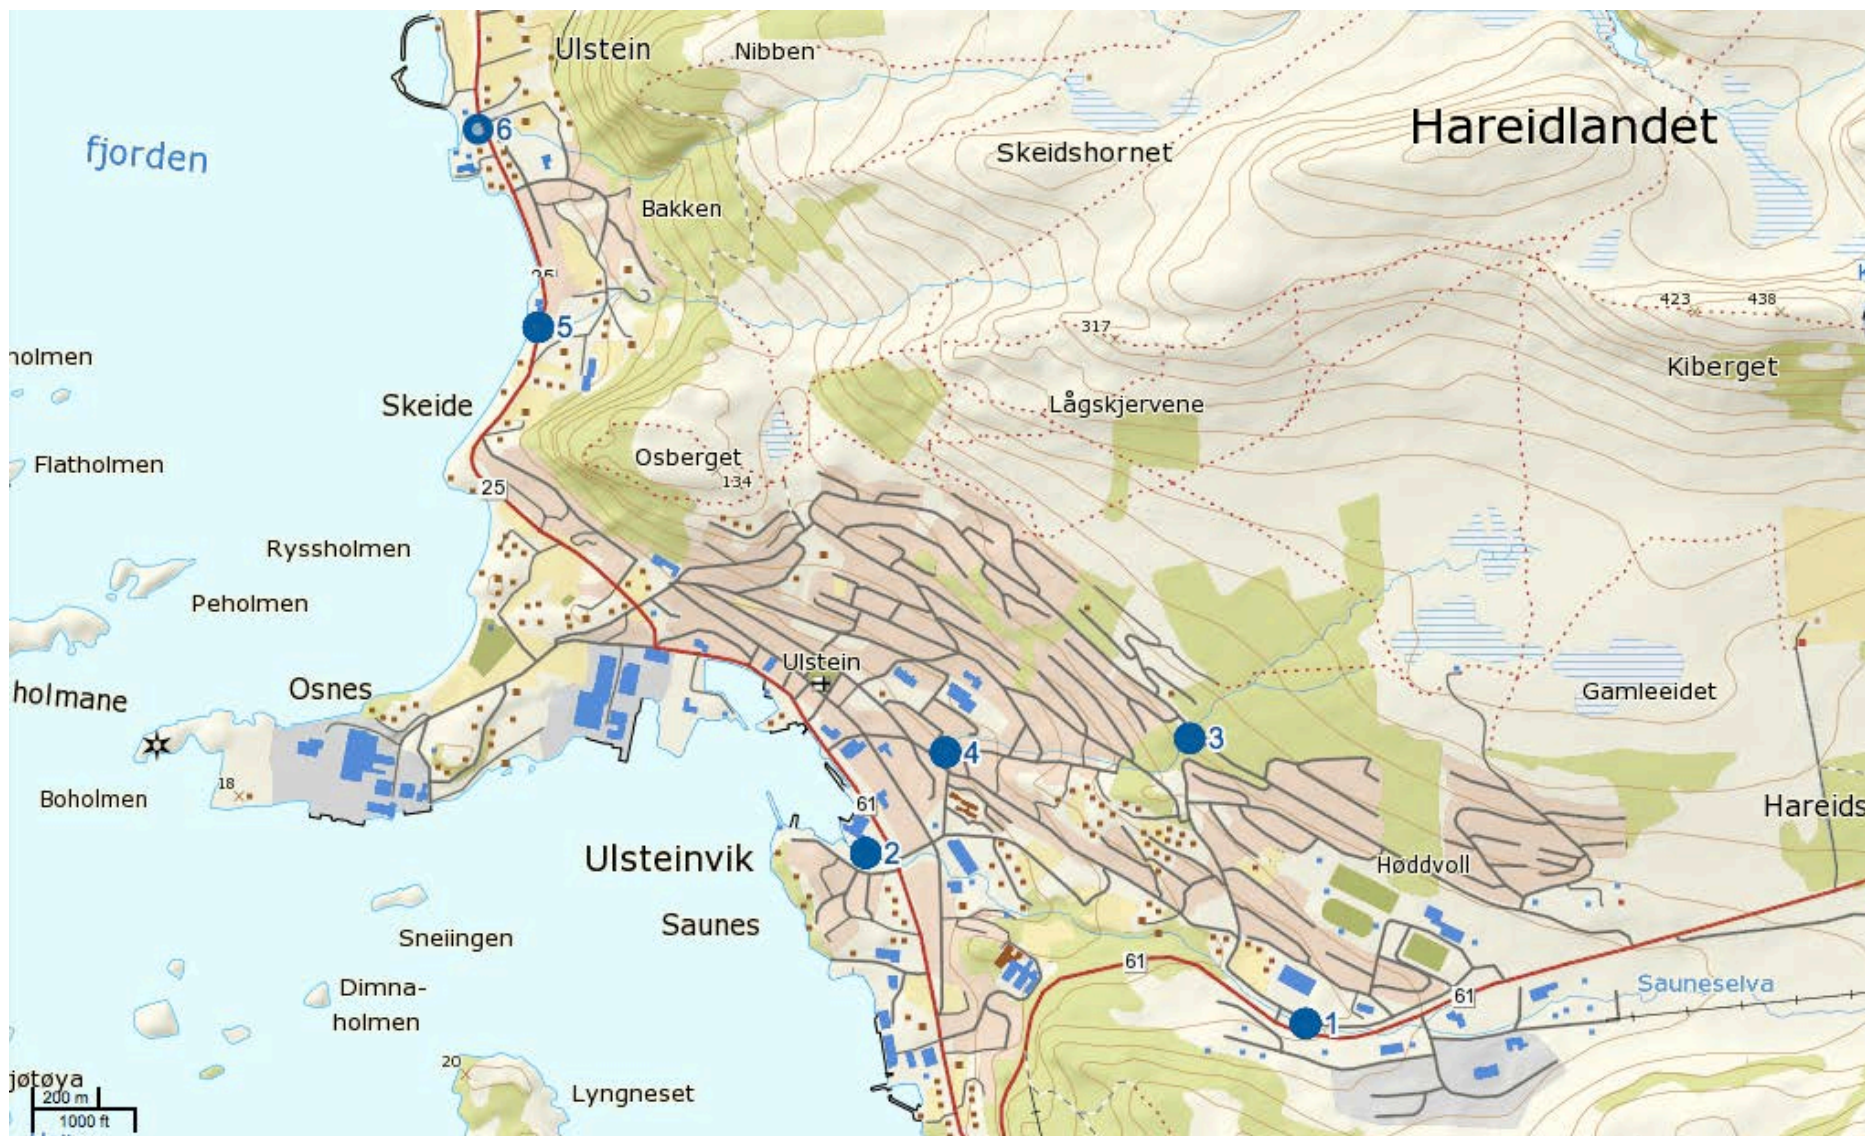 Ulstein
Nibben
Hareidlandet
6
fjorden
Skeidshornet
Bakken
25
5
423
438
317
holmen
Kiberget
Skeide
Lågskjervene
Flatholmen
Osberget
134
25
Ryssholmen
Peholmen
Ulstein
holmane
Osnes
Gamleeidet
3
4
18
Boholmen
61
Hareids
2
Ulsteinvik
Høddvoll
Saunes
Sneiingen
61
Dimna-
holmen
Sauneselva
61
1
20
jøtøya
Lyngneset
200 m
1000 ft